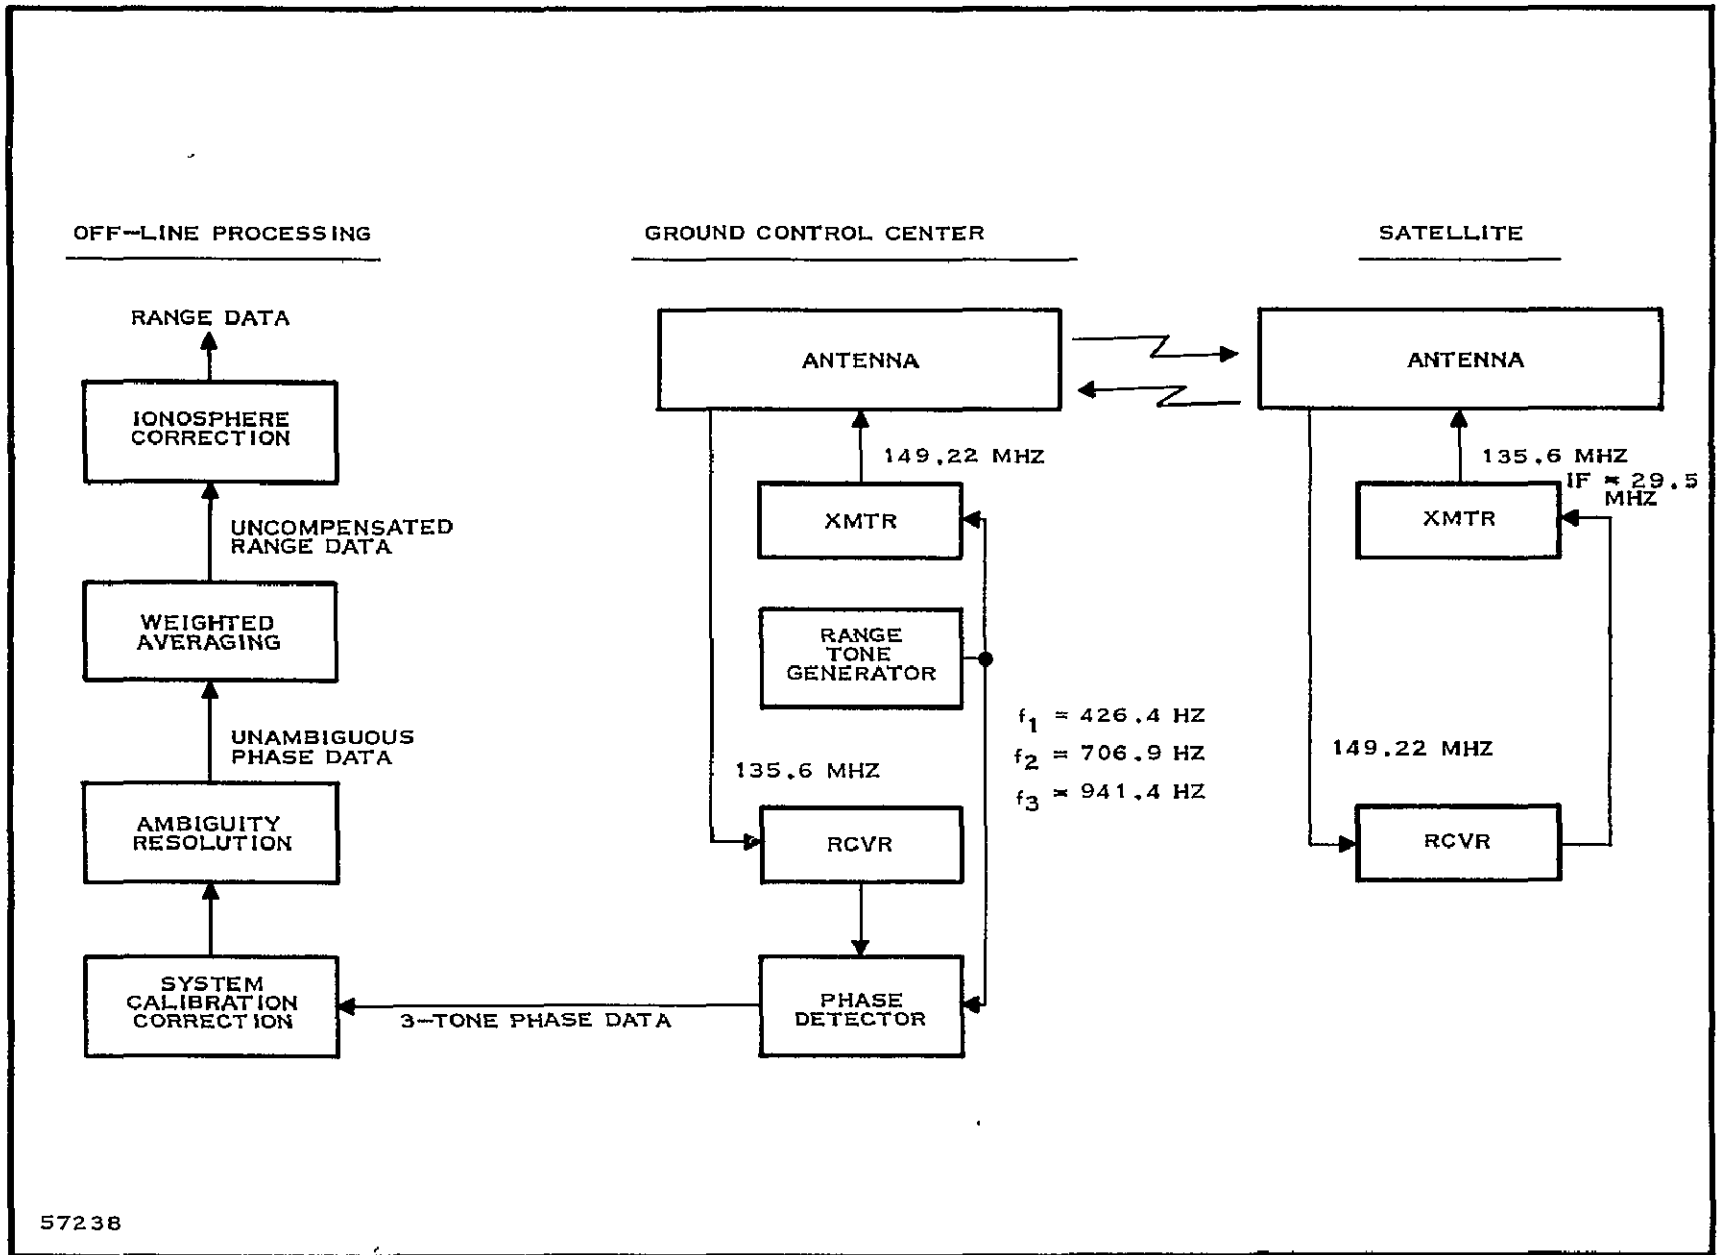 OFF-LINE PROCESSING
GROUND CONTROL CENTER
SATELLITE
RANGE DATA
IONOSPHERE
CORRECTION
UNCOMPENSATED
RANGE DATA
WEIGHTED
AVERAGING
UNAMBIGUOUS
PHASE DATA
AMBIGUITY
RESOLUTION
SYSTEM
CALIBRATION
CORRECTION
3-TONE PHASE DATA
ANTENNA
149.22 MHZ
XMTR
RANGE
TONE
GENERATOR
f1 = 426.4 HZ
f2 = 706.9 HZ
f3 = 941.4 HZ
135.6 MHZ
RCVR
PHASE
DETECTOR
ANTENNA
135.6 MHZ
IF = 29.5
MHZ
XMTR
149.22 MHZ
RCVR
57238